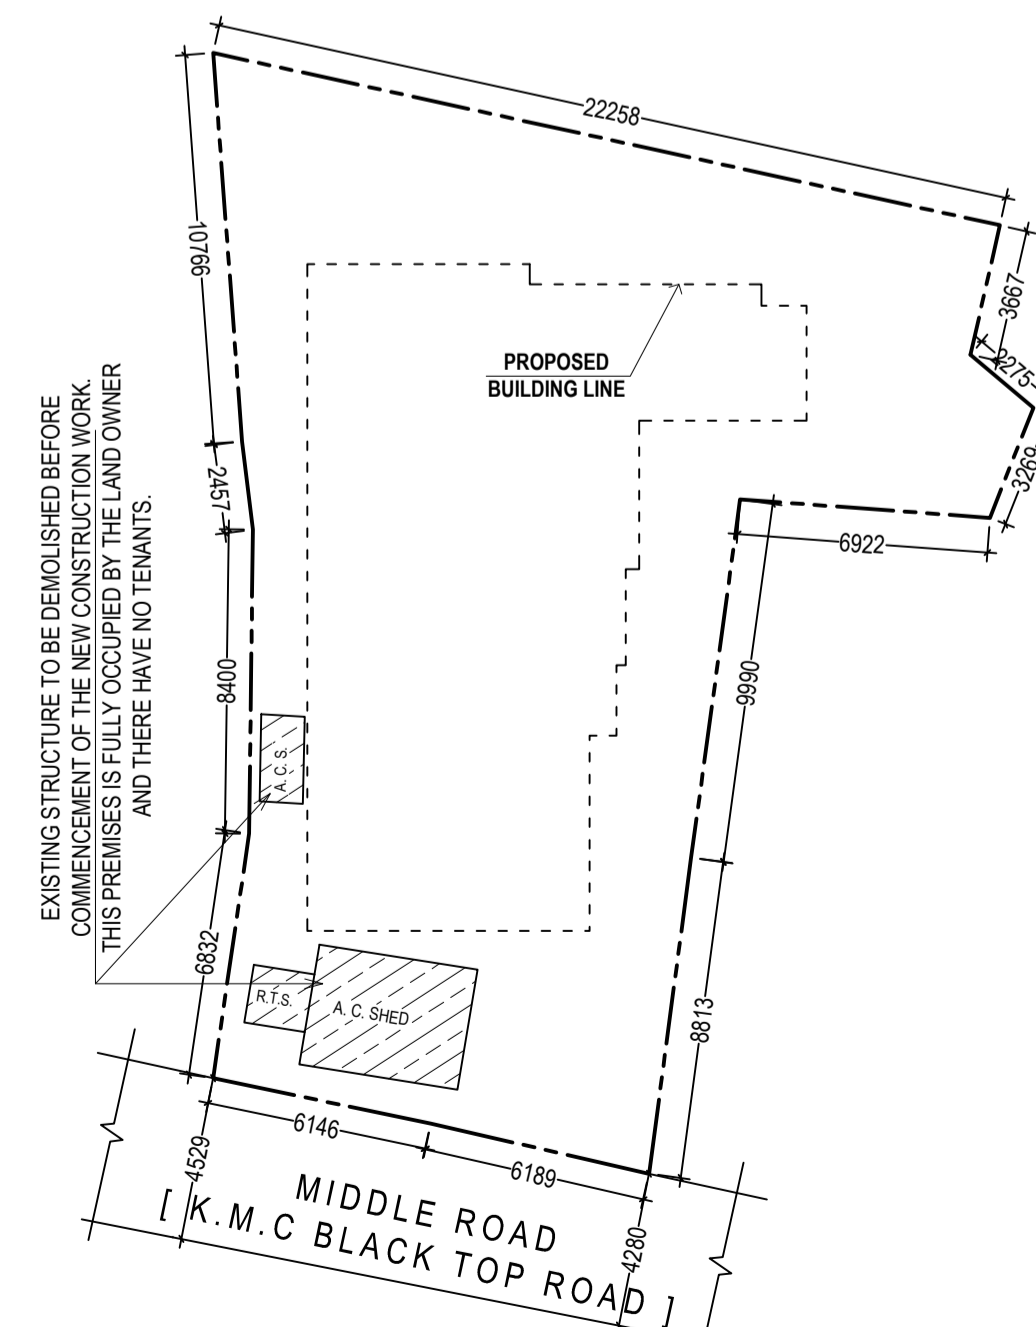 22258
10766
3667
2275
PROPOSED
BUILDING LINE
3269
2457
6922
8400
9990
EXISTING STRUCTURE TO BE DEMOLISHED BEFORE
COMMENCEMENT OF THE NEW CONSTRUCTION WORK.
THIS PREMISES IS FULLY OCCUPIED BY THE LAND OWNER
AND THERE HAVE NO TENANTS.
A. C. S.
6832
R.T.S.
A. C. SHED
8813
6146
6189
4529
4280
MIDDLE ROAD
[ K.M.C BLACK TOP ROAD ]